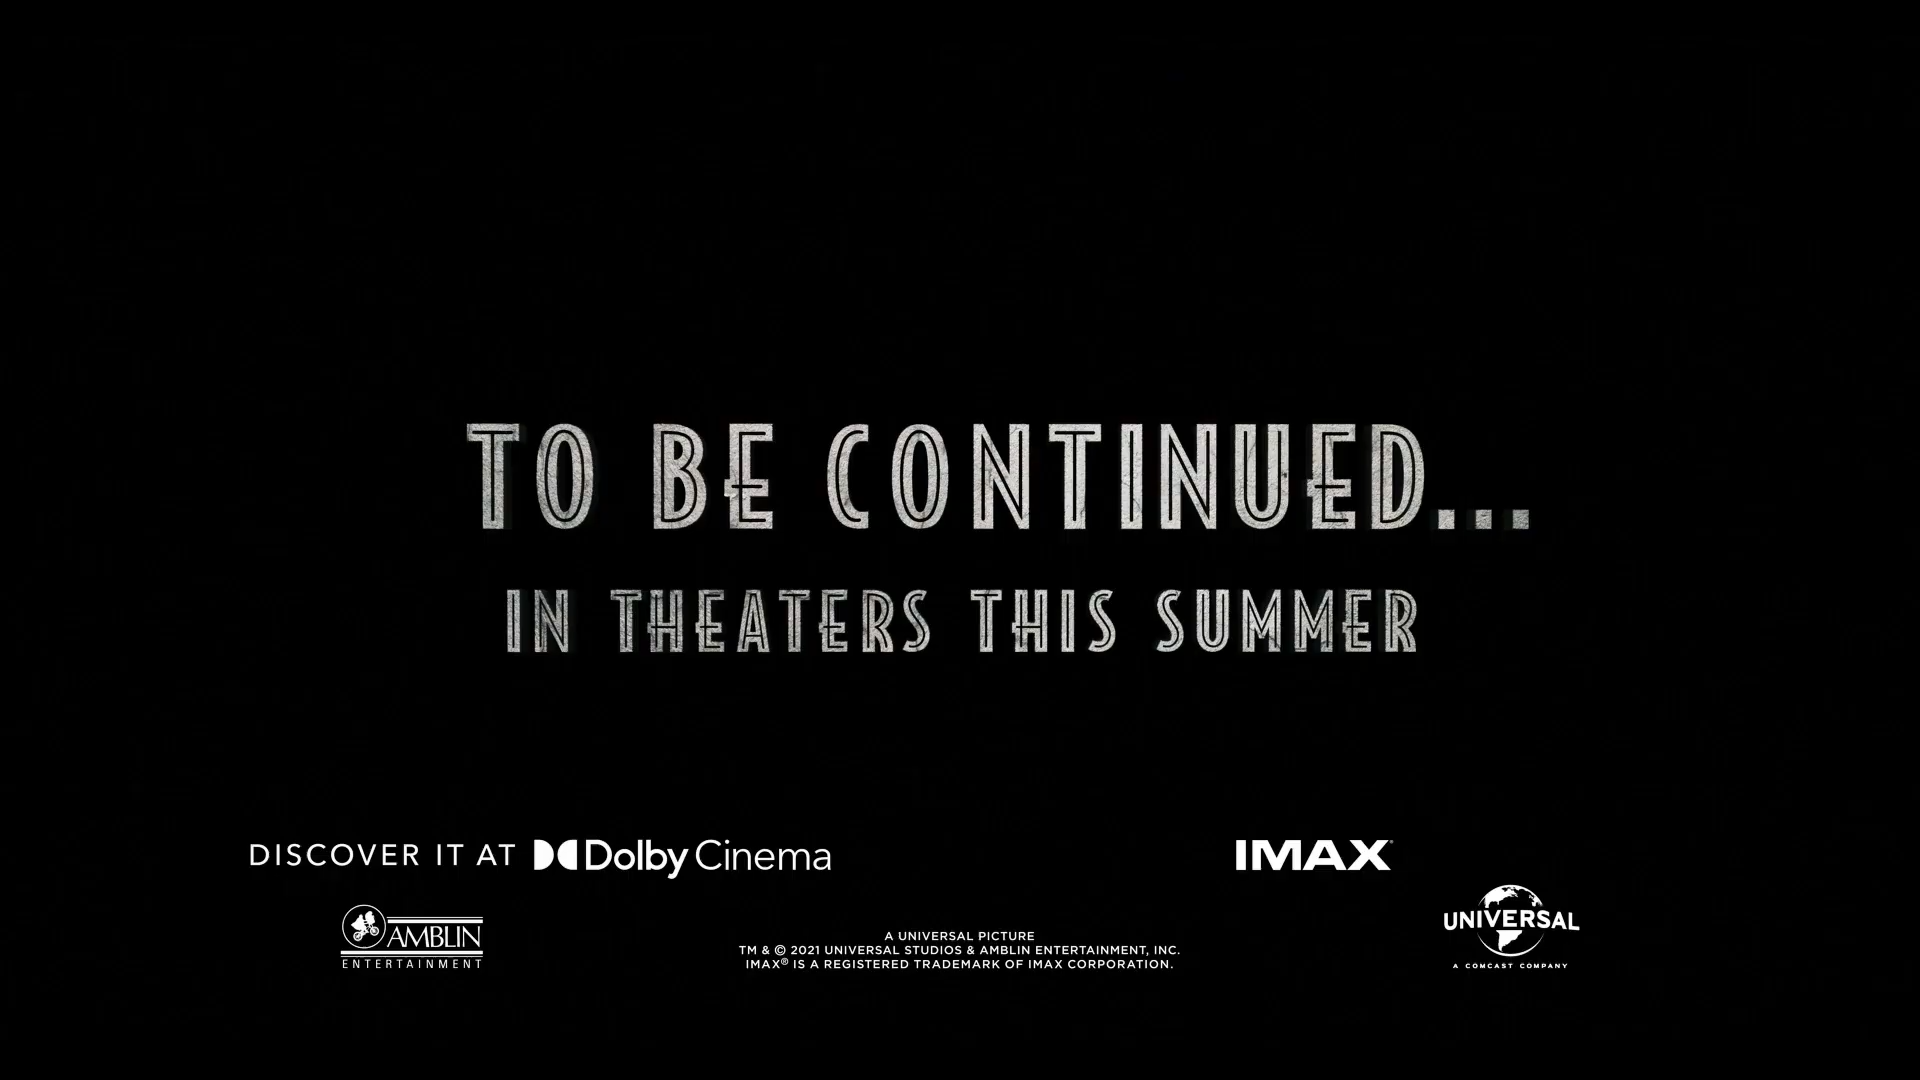 TO BE CONTINUED...
IN THEATERS THIS SUMMER
DISCOVER IT AT Dolby Cinema
IMAX®
AMBLIN
ENTERTAINMENT
A UNIVERSAL PICTURE
TM & © 2021 UNIVERSAL STUDIOS & AMBLIN ENTERTAINMENT, INC.
IMAX® IS A REGISTERED TRADEMARK OF IMAX CORPORATION.
UNIVERSAL
A COMCAST COMPANY